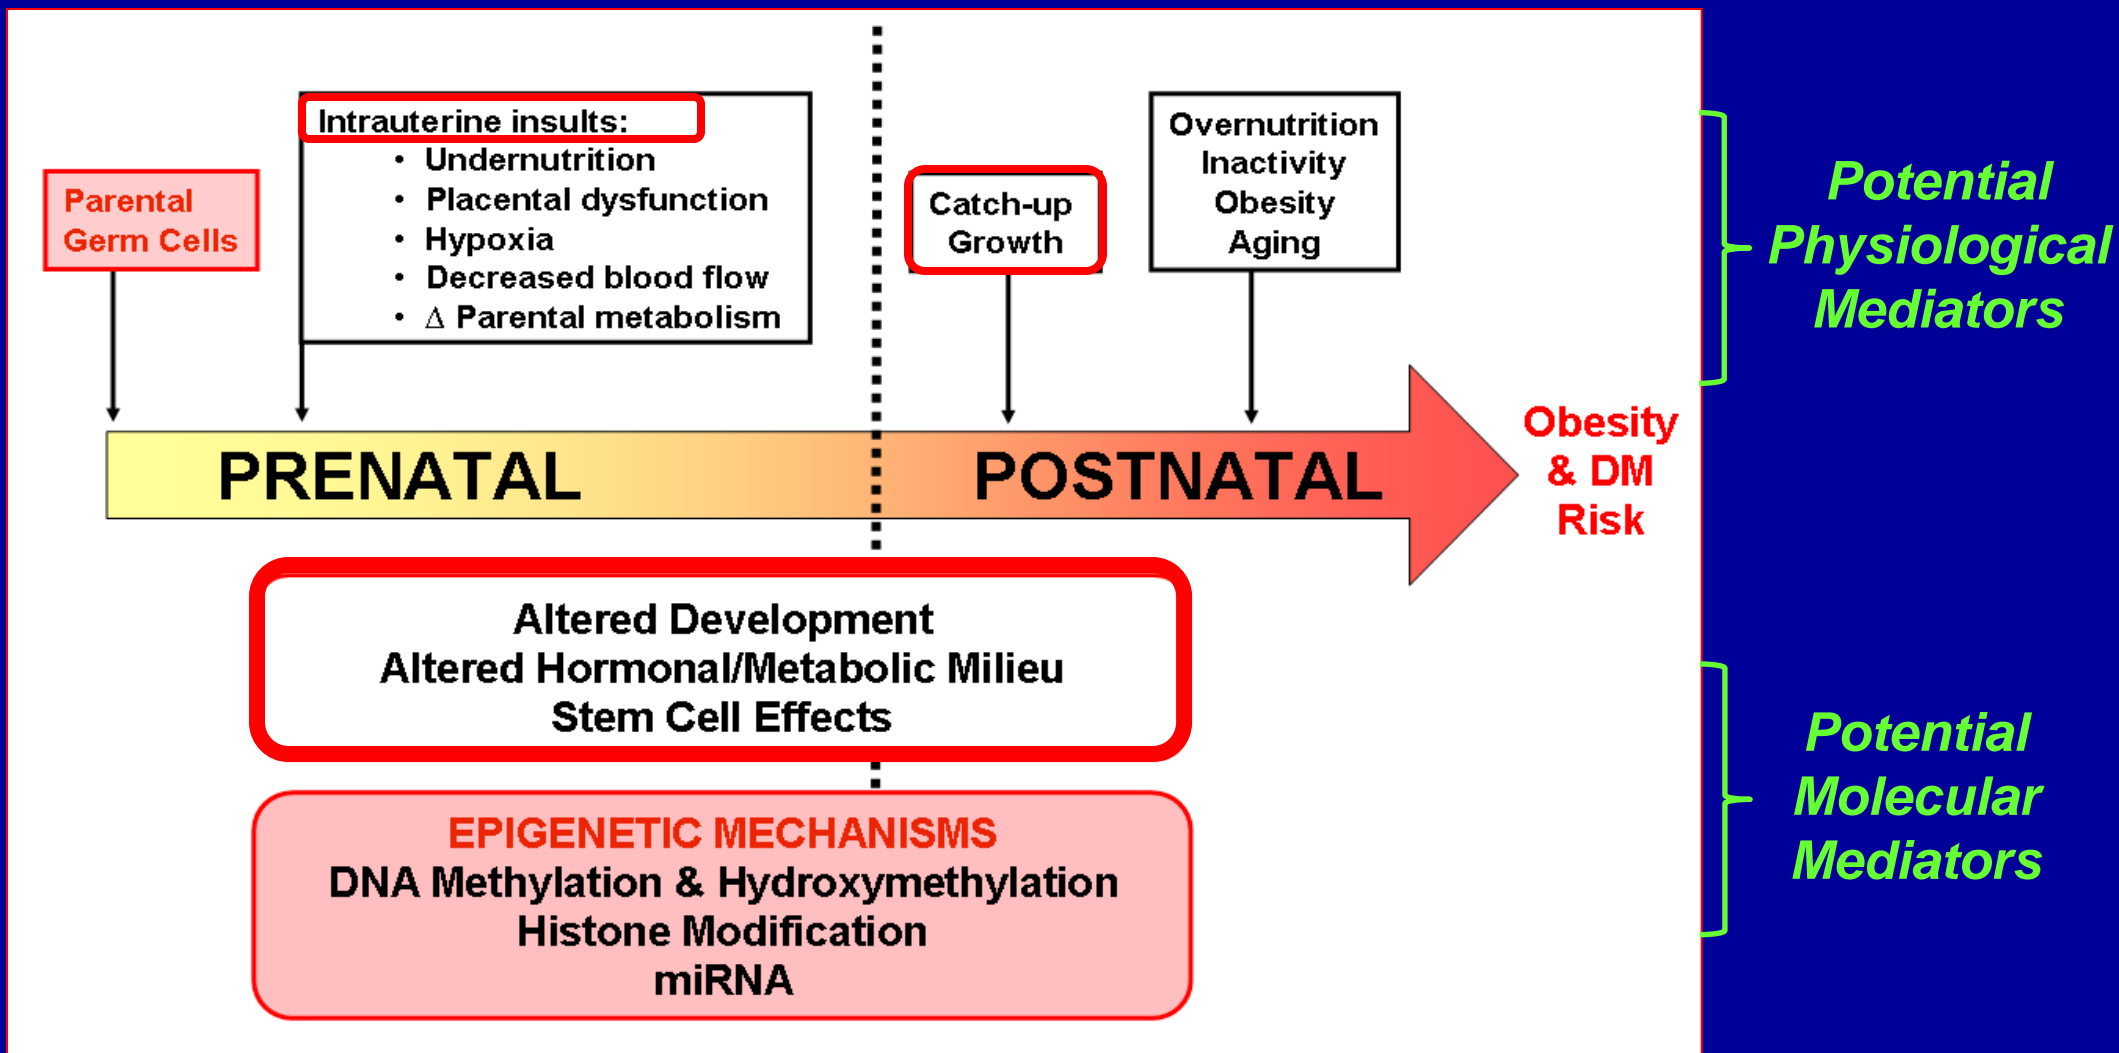 Parental
Germ Cells
Intrauterine insults:
• Undernutrition
• Placental dysfunction
• Hypoxia
• Decreased blood flow
• Δ Parental metabolism
Catch-up
Growth
Overnutrition
Inactivity
Obesity
Aging
Potential
Physiological
Mediators
PRENATAL
POSTNATAL
Obesity
& DM
Risk
Altered Development
Altered Hormonal/Metabolic Milieu
Stem Cell Effects
EPIGENETIC MECHANISMS
DNA Methylation & Hydroxymethylation
Histone Modification
miRNA
Potential
Molecular
Mediators